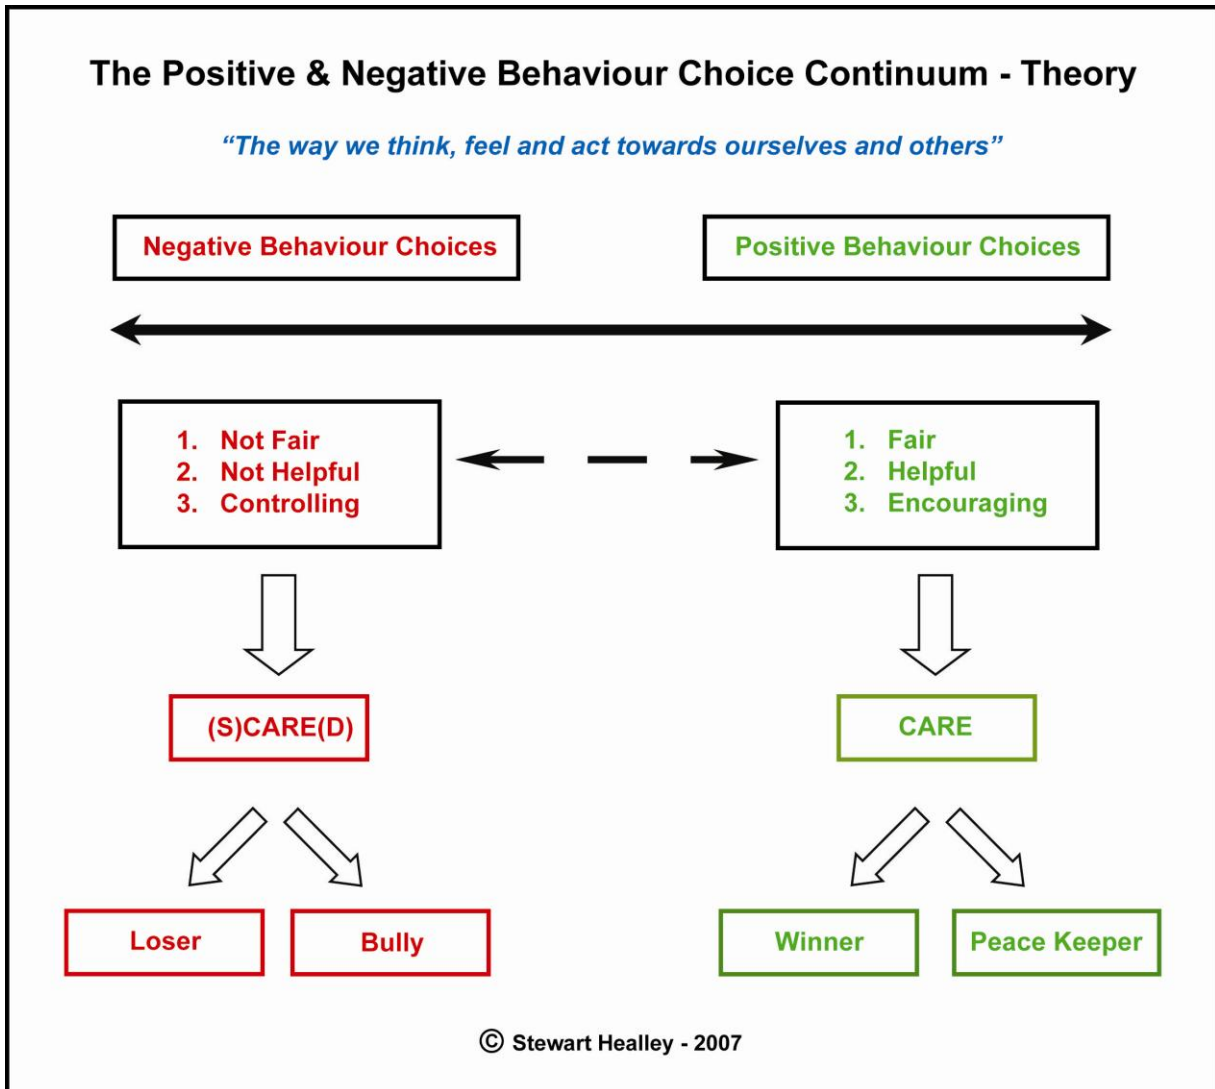 The Positive & Negative Behaviour Choice Continuum - Theory
“The way we think, feel and act towards ourselves and others”
Negative Behaviour Choices
Positive Behaviour Choices
1. Not Fair
2. Not Helpful
3. Controlling
1. Fair
2. Helpful
3. Encouraging
(S)CARE(D)
CARE
Loser
Bully
Winner
Peace Keeper
© Stewart Healley - 2007